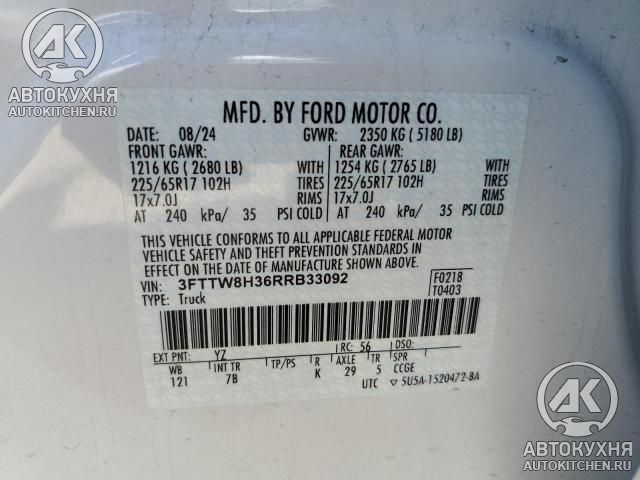 АК
АВТОКУХНЯ
AUTOKITCHEN.RU
MFD. BY FORD MOTOR CO.
DATE: 08/24 GVWR: 2350 KG ( 5180 LB)
FRONT GAWR: REAR GAWR:
1216 KG ( 2680 LB) WITH 1254 KG ( 2765 LB) WITH
225/65R17 102H TIRES 225/65R17 102H TIRES
17x7.0J RIMS 17x7.0J RIMS
AT 240 kPa/ 35 PSI COLD AT 240 kPa/ 35 PSI COLD
THIS VEHICLE CONFORMS TO ALL APPLICABLE FEDERAL MOTOR
VEHICLE SAFETY AND THEFT PREVENTION STANDARDS IN
EFFECT ON THE DATE OF MANUFACTURE SHOWN ABOVE.
VIN: 3FTTW8H36RRB33092 F0218
TYPE: Truck T0403
EXT PNT: YZ RC: 56 DSO:
WB INT TR TP/PS R AXLE TR SPR
121 7B K 29 5 CCGE
UTC ▽ 5U5A-1520472-BA
АК
АВТОКУХНЯ
AUTOKITCHEN.RU